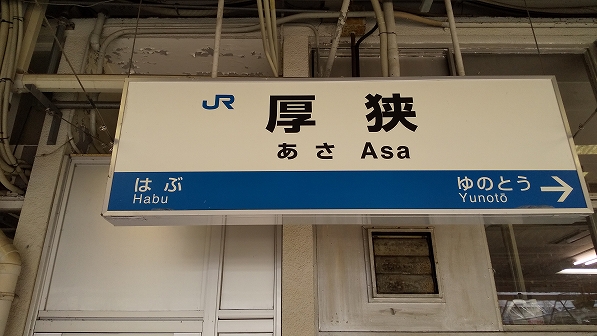 JR 厚狭
あさ Asa
はぶ ゆのとう →
Habu Yunotō